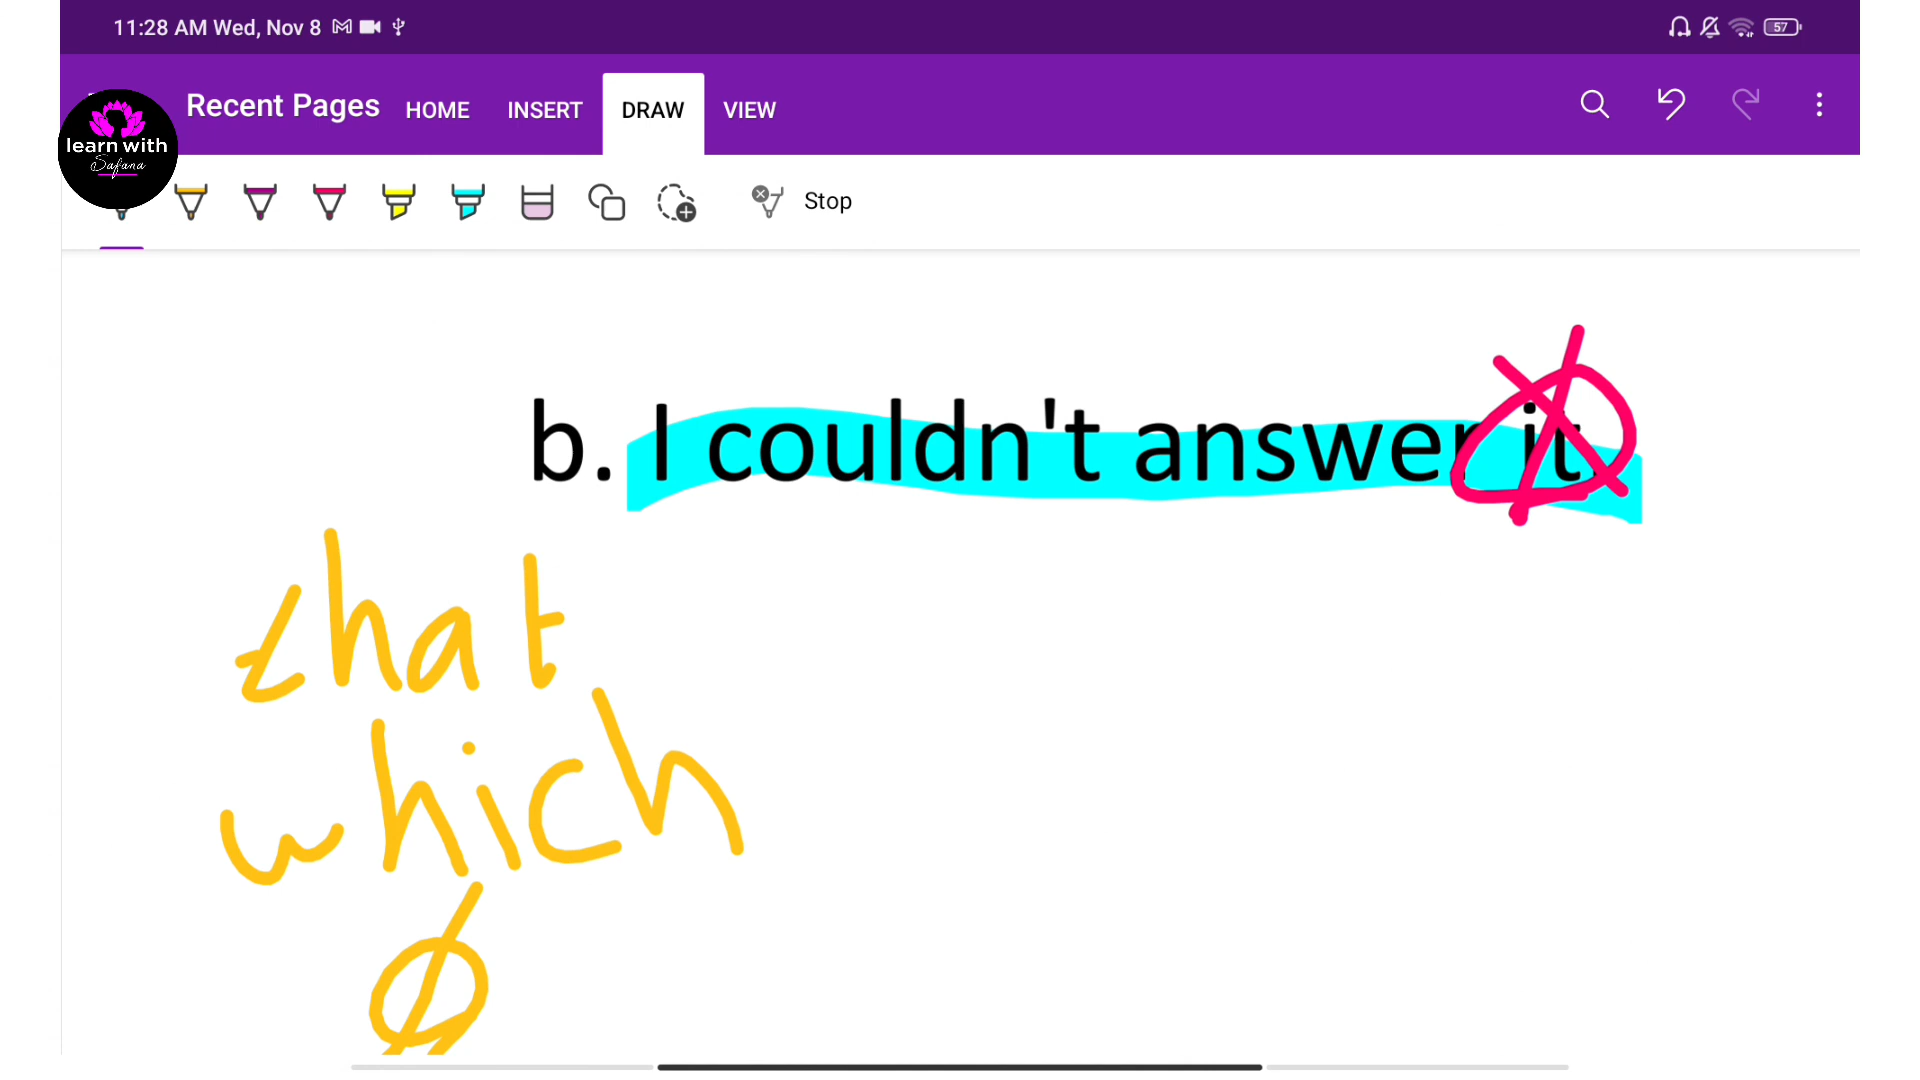 11:28 AM Wed, Nov 8
57
learn with
Safana
Recent Pages HOME INSERT DRAW VIEW
Stop
b. I couldn't answer it.
that
which
Ø